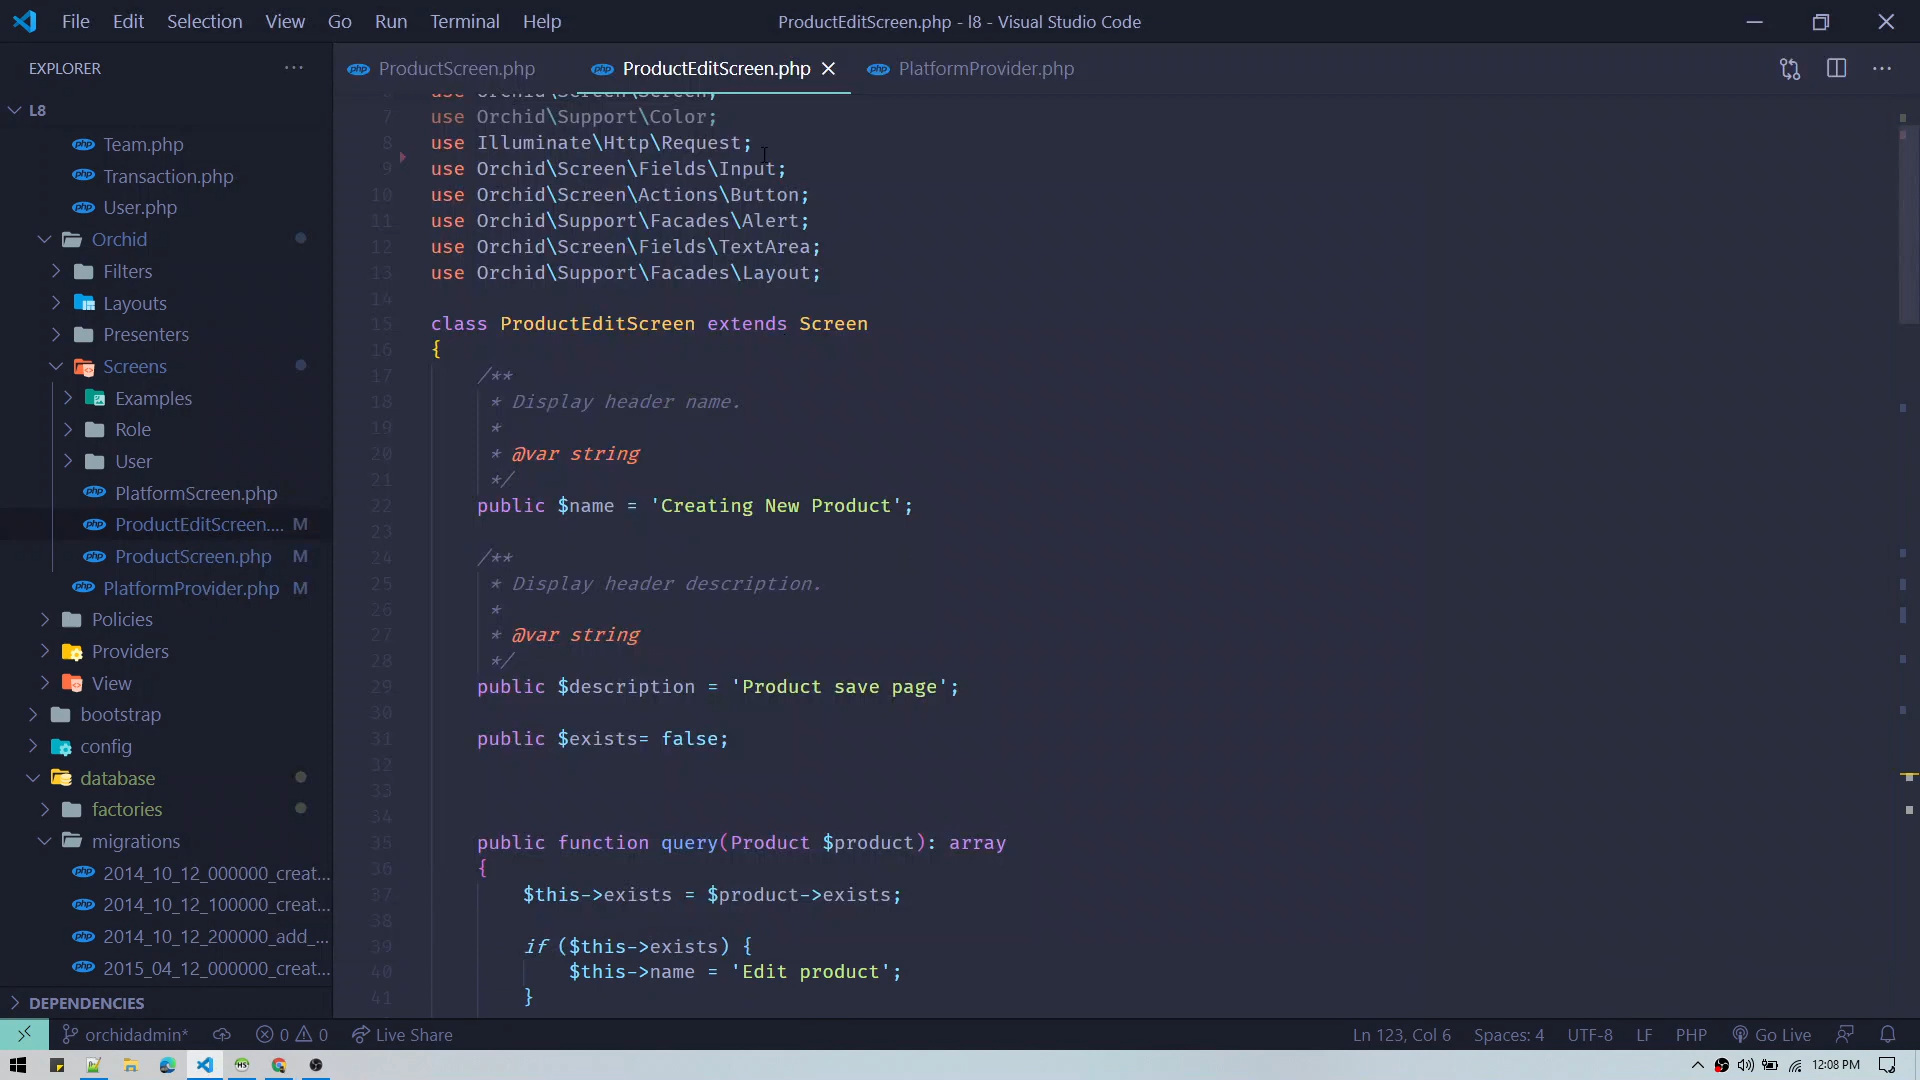 File Edit Selection View Go Run Terminal Help
ProductEditScreen.php - l8 - Visual Studio Code
EXPLORER
L8
Team.php
Transaction.php
User.php
Orchid
Filters
Layouts
Presenters
Screens
Examples
Role
User
PlatformScreen.php
ProductEditScreen.... M
ProductScreen.php M
PlatformProvider.php M
Policies
Providers
View
bootstrap
config
database
factories
migrations
2014_10_12_000000_creat...
2014_10_12_100000_creat...
2014_10_12_200000_add_...
2015_04_12_000000_creat...
DEPENDENCIES
ProductScreen.php ProductEditScreen.php PlatformProvider.php
6 use Orchid\Screen\Screen;
7 use Orchid\Support\Color;
8 use Illuminate\Http\Request;
9 use Orchid\Screen\Fields\Input;
10 use Orchid\Screen\Actions\Button;
11 use Orchid\Support\Facades\Alert;
12 use Orchid\Screen\Fields\TextArea;
13 use Orchid\Support\Facades\Layout;
14
15 class ProductEditScreen extends Screen
16 {
17 /**
18 * Display header name.
19 *
20 * @var string
21 */
22 public $name = 'Creating New Product';
23
24 /**
25 * Display header description.
26 *
27 * @var string
28 */
29 public $description = 'Product save page';
30
31 public $exists= false;
32
33
34
35 public function query(Product $product): array
36 {
37 $this->exists = $product->exists;
38
39 if ($this->exists) {
40 $this->name = 'Edit product';
41 }
orchidadmin* 0 0 Live Share
Ln 123, Col 6 Spaces: 4 UTF-8 LF PHP Go Live
12:08 PM